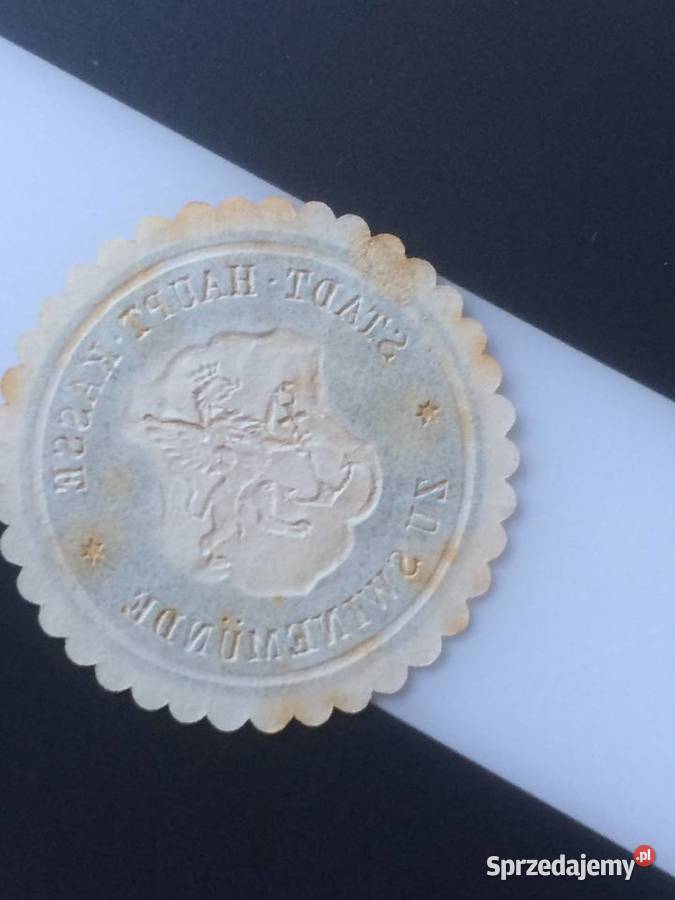 STADT · HAUPT · KASSE
* ZU SWINEMÜNDE *
Sprzedajemy.pl